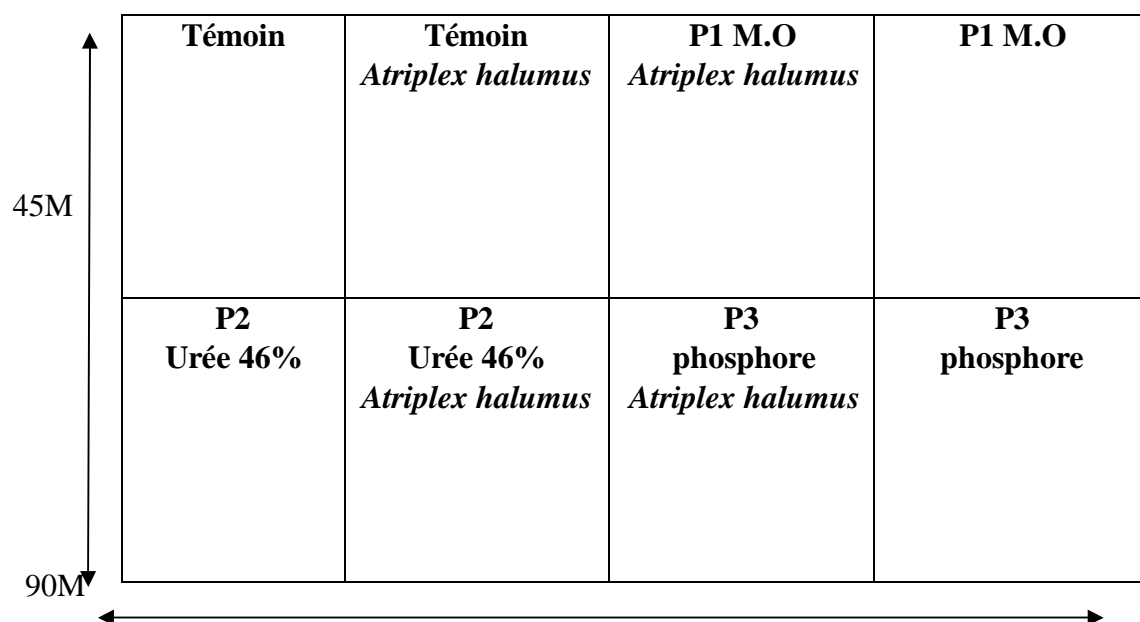 Témoin
Témoin
Atriplex halumus
P1 M.O
Atriplex halumus
P1 M.O
45M
P2
Urée 46%
P2
Urée 46%
Atriplex halumus
P3
phosphore
Atriplex halumus
P3
phosphore
90M